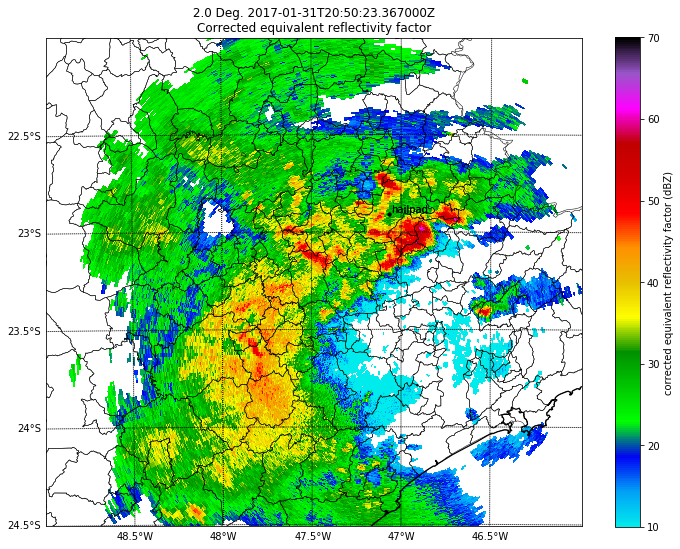 2.0 Deg. 2017-01-31T20:50:23.367000Z
Corrected equivalent reflectivity factor
22.5°S
23°S
23.5°S
24°S
24.5°S
48.5°W
48°W
47.5°W
47°W
46.5°W
hailpad
70
60
50
40
30
20
10
corrected equivalent reflectivity factor (dBZ)